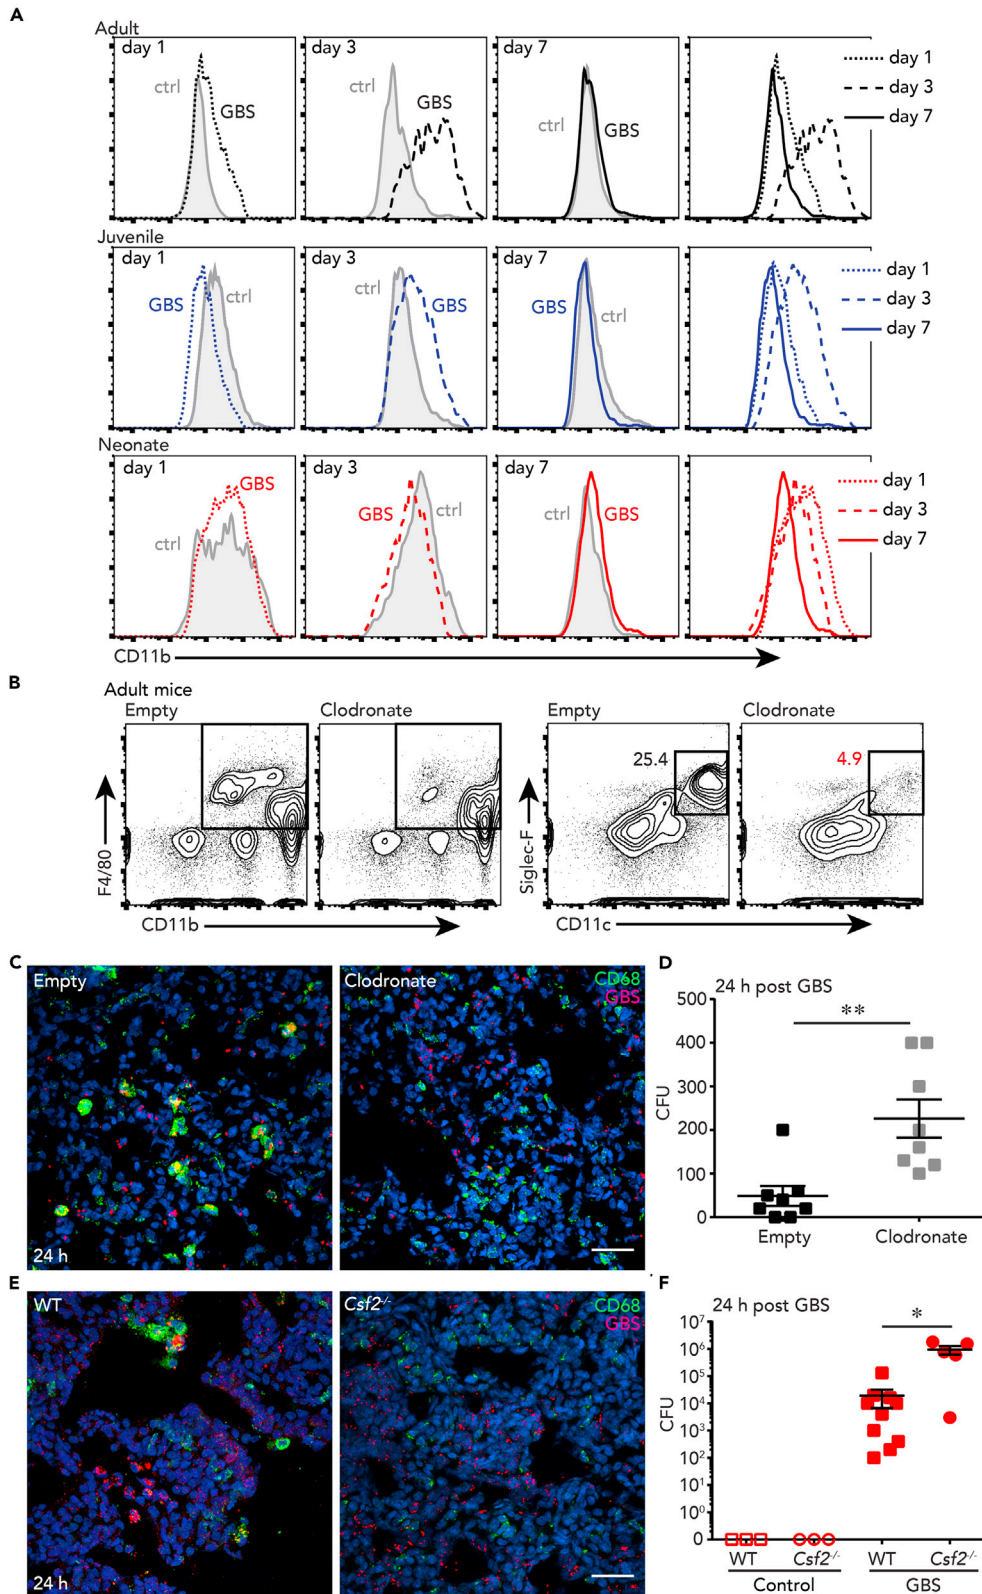 A
Adult
day 1
ctrl
GBS
day 3
ctrl
GBS
day 7
ctrl
GBS
day 1
day 3
day 7
Juvenile
day 1
GBS
ctrl
day 3
ctrl
GBS
day 7
GBS
ctrl
day 1
day 3
day 7
Neonate
day 1
GBS
ctrl
day 3
GBS
ctrl
day 7
GBS
ctrl
day 1
day 3
day 7
CD11b
B
Adult mice
Empty
Clodronate
F4/80
CD11b
Empty
Clodronate
25.4
4.9
Siglec-F
CD11c
C
Empty
24 h
Clodronate
CD68
GBS
D
24 h post GBS
**
500
400
300
200
100
0
CFU
Empty
Clodronate
E
WT
24 h
Csf2-/-
CD68
GBS
F
24 h post GBS
*
10⁷
10⁶
10⁵
10⁴
10³
10²
10¹
10⁰
0
CFU
WT
Csf2-/-
WT
Csf2-/-
Control
GBS